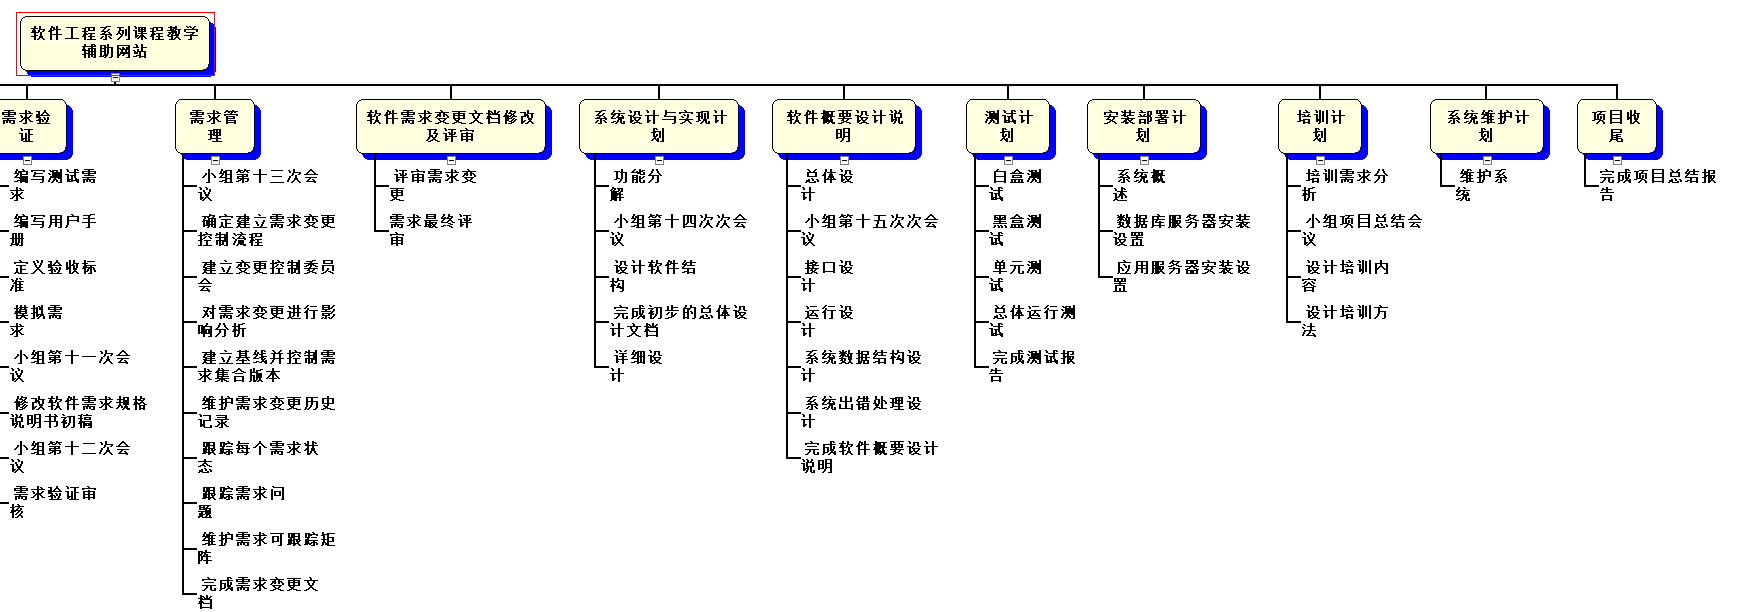 软件工程系列课程教学
辅助网站
需求验
证
编写测试需
求
编写用户手
册
定义验收标
准
模拟需
求
小组第十一次会
议
修改软件需求规格
说明书初稿
小组第十二次会
议
需求验证审
核
需求管
理
小组第十三次会
议
确定建立需求变更
控制流程
建立变更控制委员
会
对需求变更进行影
响分析
建立基线并控制需
求集合版本
维护需求变更历史
记录
跟踪每个需求状
态
跟踪需求问
题
维护需求可跟踪矩
阵
完成需求变更文
档
软件需求变更文档修改
及评审
评审需求变
更
需求最终评
审
系统设计与实现计
划
功能分
解
小组第十四次次会
议
设计软件结
构
完成初步的总体设
计文档
详细设
计
软件概要设计说
明
总体设
计
小组第十五次次会
议
接口设
计
运行设
计
系统数据结构设
计
系统出错处理设
计
完成软件概要设计
说明
测试计
划
白盒测
试
黑盒测
试
单元测
试
总体运行测
试
完成测试报
告
安装部署计
划
系统概
述
数据库服务器安装
设置
应用服务器安装设
置
培训计
划
培训需求分
析
小组项目总结会
议
设计培训内
容
设计培训方
法
系统维护计
划
维护系
统
项目收
尾
完成项目总结报
告